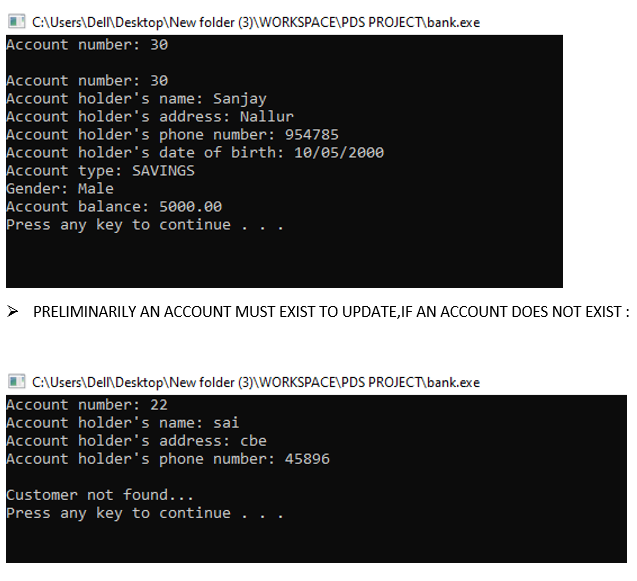 C:\Users\Dell\Desktop\New folder (3)\WORKSPACE\PDS PROJECT\bank.exe
Account number: 30
Account number: 30
Account holder's name: Sanjay
Account holder's address: Nallur
Account holder's phone number: 954785
Account holder's date of birth: 10/05/2000
Account type: SAVINGS
Gender: Male
Account balance: 5000.00
Press any key to continue . . .
➢ PRELIMINARILY AN ACCOUNT MUST EXIST TO UPDATE,IF AN ACCOUNT DOES NOT EXIST :
C:\Users\Dell\Desktop\New folder (3)\WORKSPACE\PDS PROJECT\bank.exe
Account number: 22
Account holder's name: sai
Account holder's address: cbe
Account holder's phone number: 45896
Customer not found...
Press any key to continue . . .